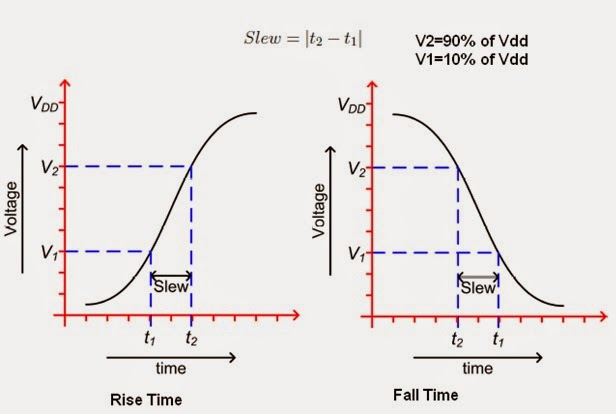 Slew = |t2 − t1|
V2=90% of Vdd
V1=10% of Vdd
VDD
V2
V1
Voltage
Slew
t1
t2
time
Rise Time
VDD
V2
V1
Voltage
Slew
t2
t1
time
Fall Time